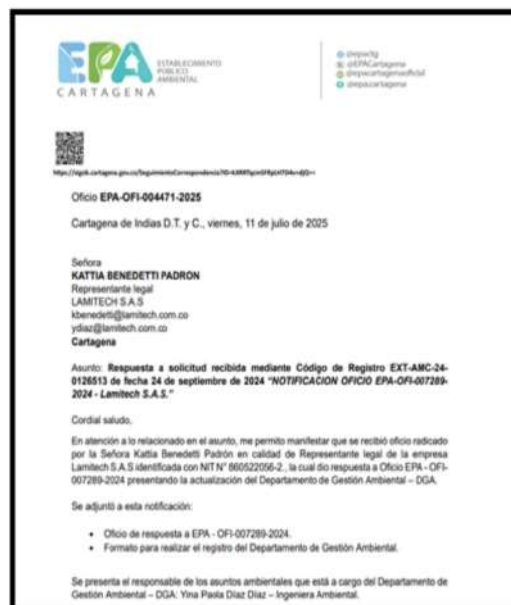 EPA
ESTABLECIMIENTO
PÚBLICO
AMBIENTAL
CARTAGENA
@epactg
@EPACartagena
@epacartagenaoficial
@epacartagena
Oficio EPA-OFI-004471-2025
Cartagena de Indias D.T. y C., viernes, 11 de julio de 2025
Señora
KATTIA BENEDETTI PADRON
Representante legal
LAMITECH S.A.S
kbenedetti@lamitech.com.co
ydiaz@lamitech.com.co
Cartagena
Asunto: Respuesta a solicitud recibida mediante Código de Registro EXT-AMC-24-
0126513 de fecha 24 de septiembre de 2024 "NOTIFICACION OFICIO EPA-OFI-007289-
2024 - Lamitech S.A.S."
Cordial saludo,
En atención a lo relacionado en el asunto, me permito manifestar que se recibió oficio radicado
por la Señora Kattia Benedetti Padrón en calidad de Representante legal de la empresa
Lamitech S.A.S identificada con NIT N° 860522056-2., la cual dio respuesta a Oficio EPA - OFI-
007289-2024 presentando la actualización del Departamento de Gestión Ambiental – DGA.
Se adjuntó a esta notificación:
• Oficio de respuesta a EPA - OFI-007289-2024.
• Formato para realizar el registro del Departamento de Gestión Ambiental.
Se presenta el responsable de los asuntos ambientales que está a cargo del Departamento de
Gestión Ambiental – DGA: Yina Paola Díaz Díaz – Ingeniera Ambiental.